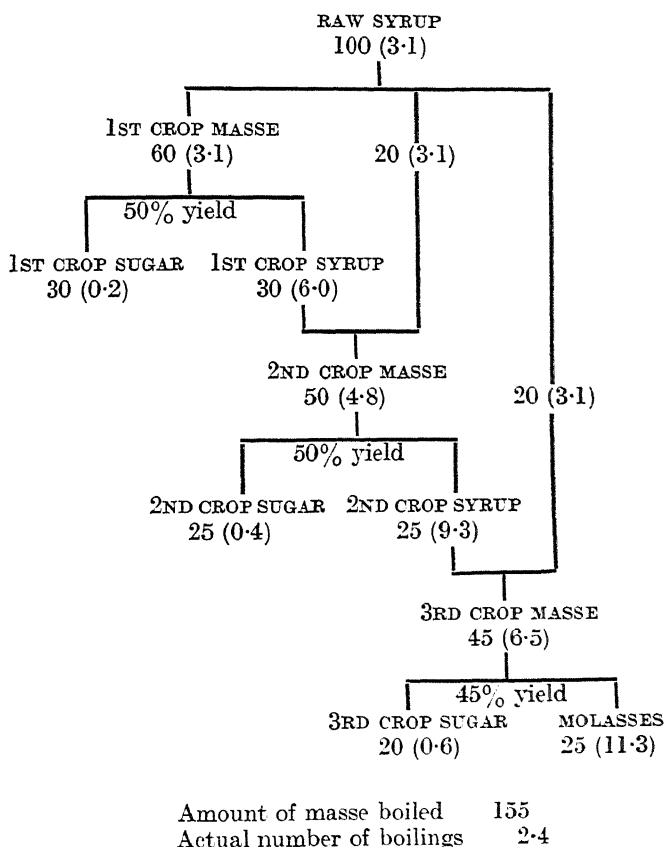 RAW SYRUP
100 (3·1)
1ST CROP MASSE
60 (3·1)
20 (3·1)
50% yield
1ST CROP SUGAR
30 (0·2)
1ST CROP SYRUP
30 (6·0)
2ND CROP MASSE
50 (4·8)
20 (3·1)
50% yield
2ND CROP SUGAR
25 (0·4)
2ND CROP SYRUP
25 (9·3)
3RD CROP MASSE
45 (6·5)
45% yield
3RD CROP SUGAR
20 (0·6)
MOLASSES
25 (11·3)
Amount of masse boiled 155
Actual number of boilings 2·4